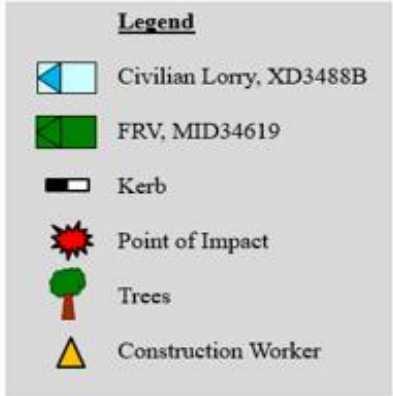 Legend
Civilian Lorry, XD3488B
FRV, MID34619
Kerb
Point of Impact
Trees
Construction Worker